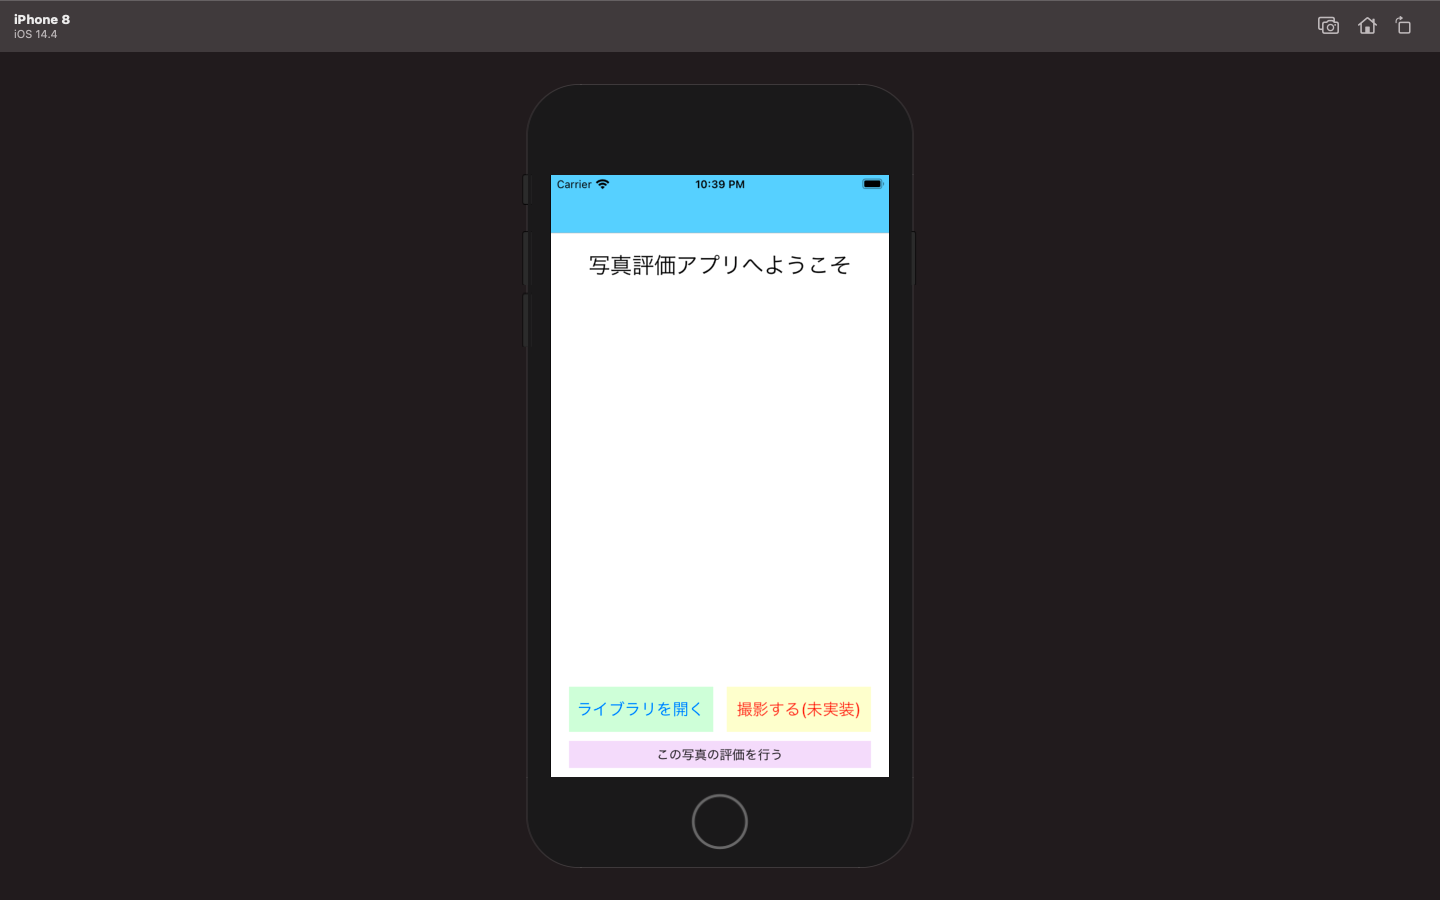 iPhone 8
iOS 14.4
Carrier 10:39 PM
写真評価アプリへようこそ
ライブラリを開く 撮影する(未実装)
この写真の評価を行う